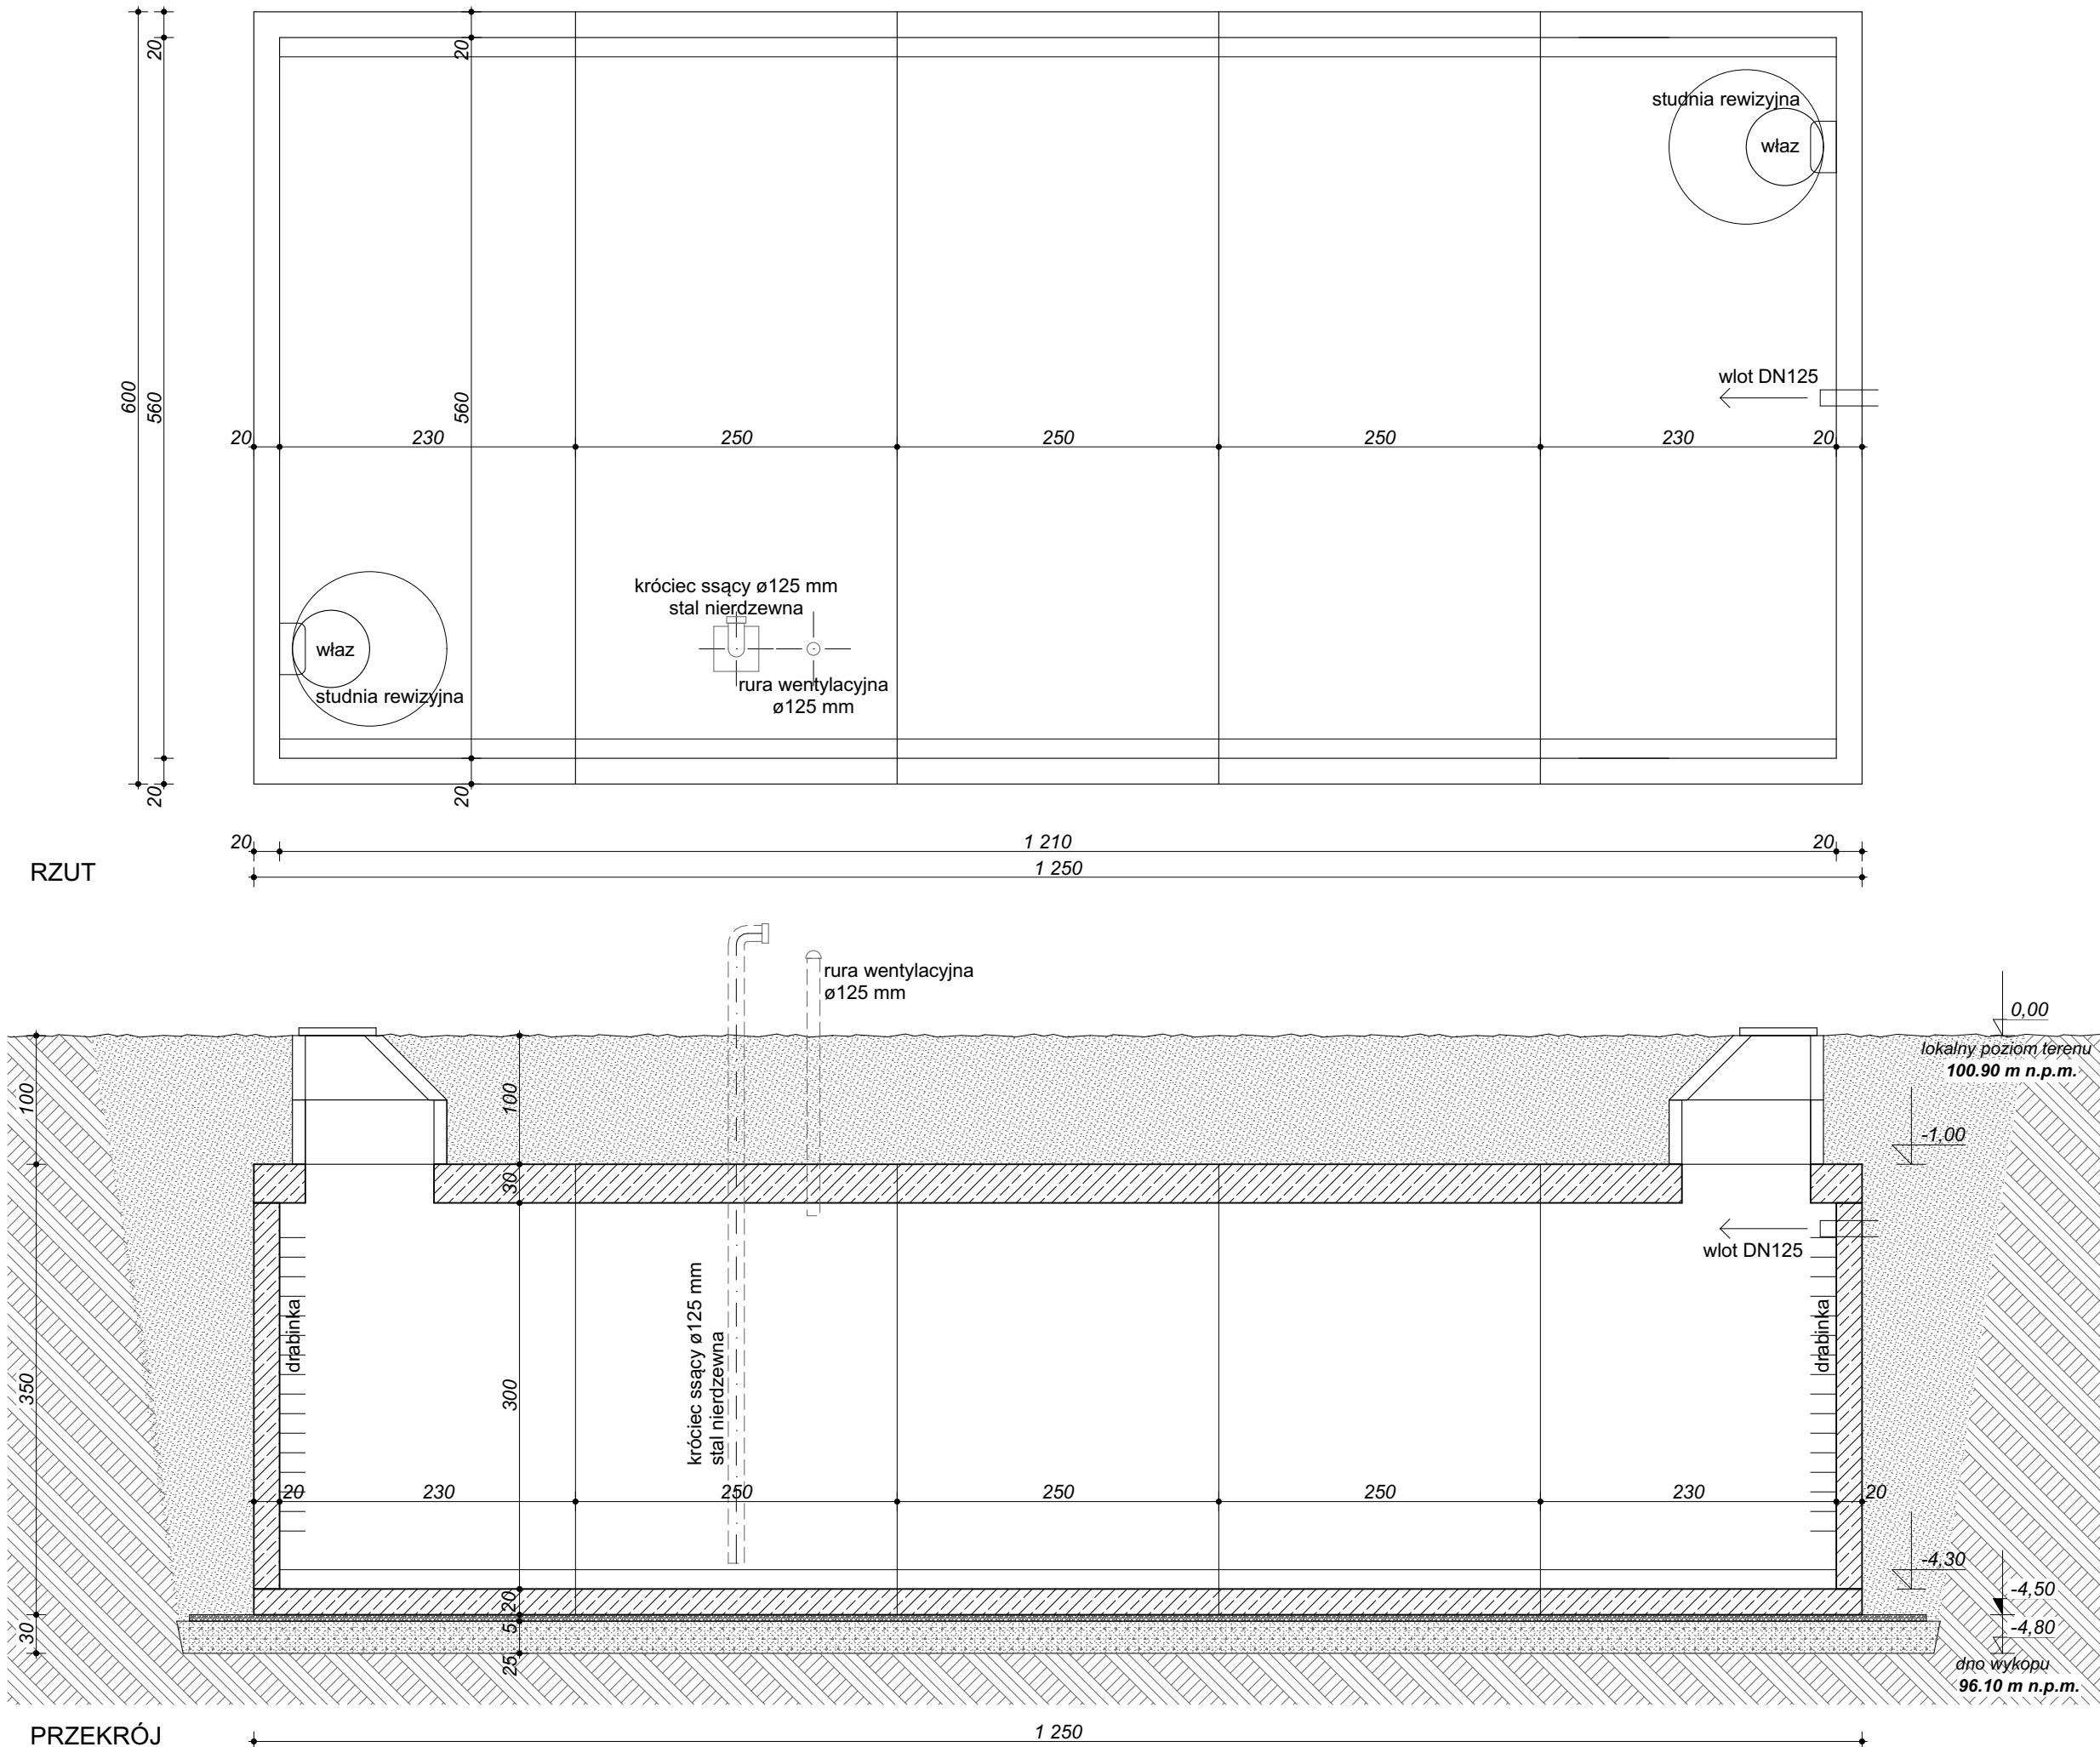 20
20
studnia rewizyjna
właz
wlot DN125
600
560
560
20
230
250
250
250
230
20
króciec ssący ø125 mm
stal nierdzewna
właz
studnia rewizyjna
rura wentylacyjna
ø125 mm
20
20
20
1 210
20
RZUT
1 250
rura wentylacyjna
ø125 mm
0,00
lokalny poziom terenu
100.90 m n.p.m.
100
100
-1,00
30
wlot DN125
drabinka
króciec ssący ø125 mm
stal nierdzewna
drabinka
350
300
20
230
250
250
250
230
20
-4,30
-4,50
20
30
5
-4,80
25
dno wykopu
96.10 m n.p.m.
PRZEKRÓJ
1 250